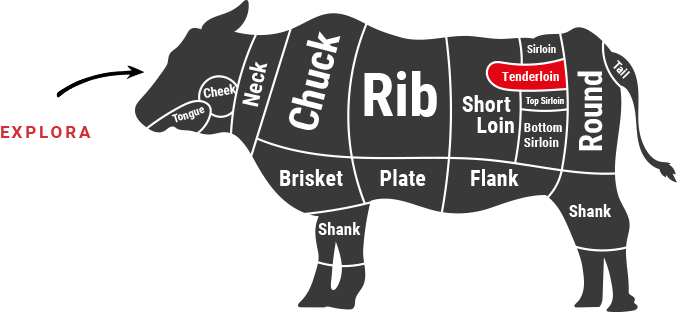 EXPLORA
Cheek
Tongue
Neck
Chuck
Rib
Short
Loin
Sirloin
Tenderloin
Top Sirloin
Bottom
Sirloin
Round
Tail
Brisket
Plate
Flank
Shank
Shank